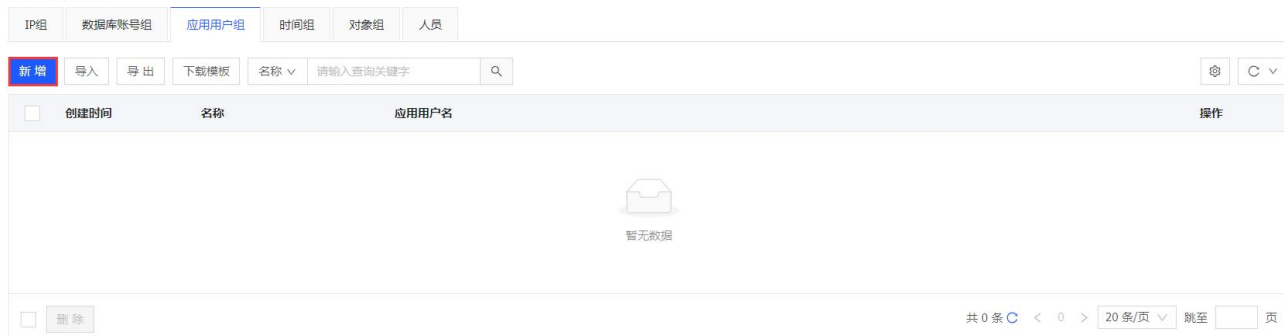 IP组 数据库账号组 应用用户组 时间组 对象组 人员
新 增 导入 导 出 下载模板 名称 请输入查询关键字
创建时间 名称 应用用户名 操作
暂无数据
删 除 共 0 条 < 0 > 20 条/页 跳至 页